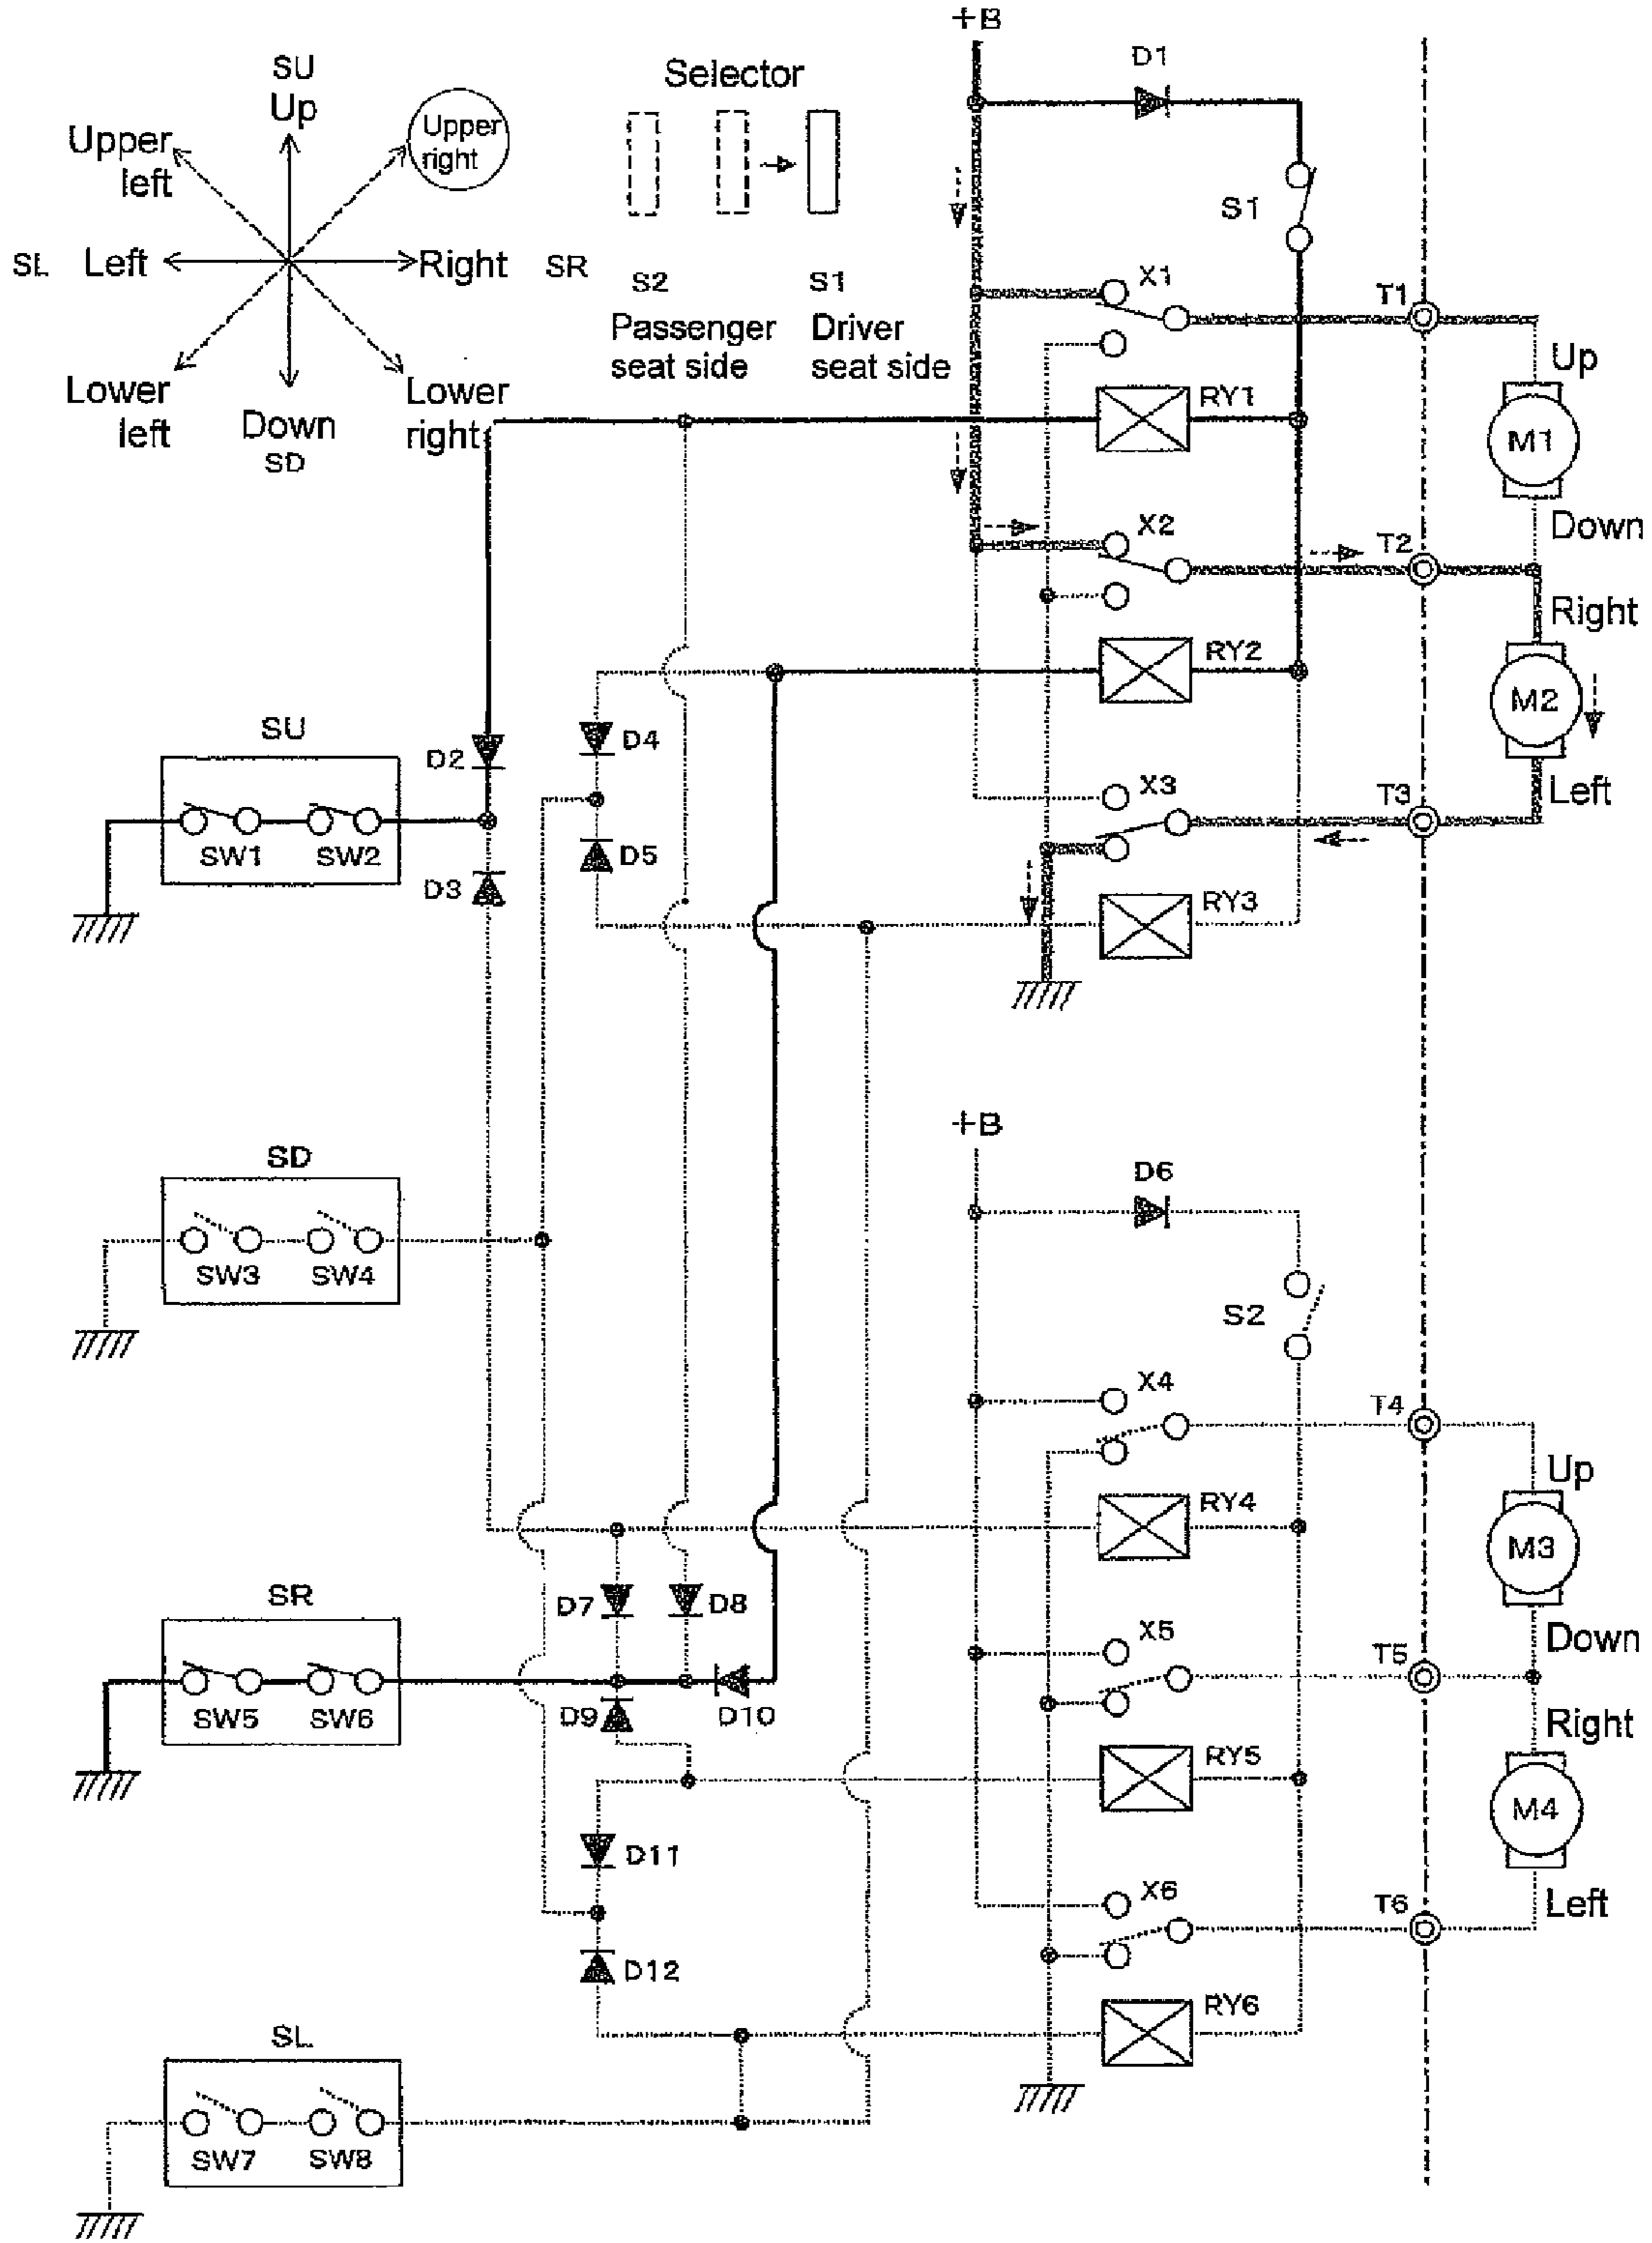 +B
D1
SU
Up
Selector
Upper left
Upper right
S1
SL Left
Right SR
S2
Passenger seat side
S1
Driver seat side
X1
T1
Up
Lower left
Down
SD
Lower right
RY1
M1
Down
X2
T2
Right
RY2
M2
SU
D2
D4
X3
T3
Left
SW1 SW2
D3
D5
RY3
+B
SD
D6
SW3 SW4
S2
X4
T4
Up
RY4
M3
SR
D7
D8
X5
T5
Down
Right
SW5 SW6
D9
D10
RY5
M4
D11
X6
T6
Left
D12
RY6
SL
SW7 SW8